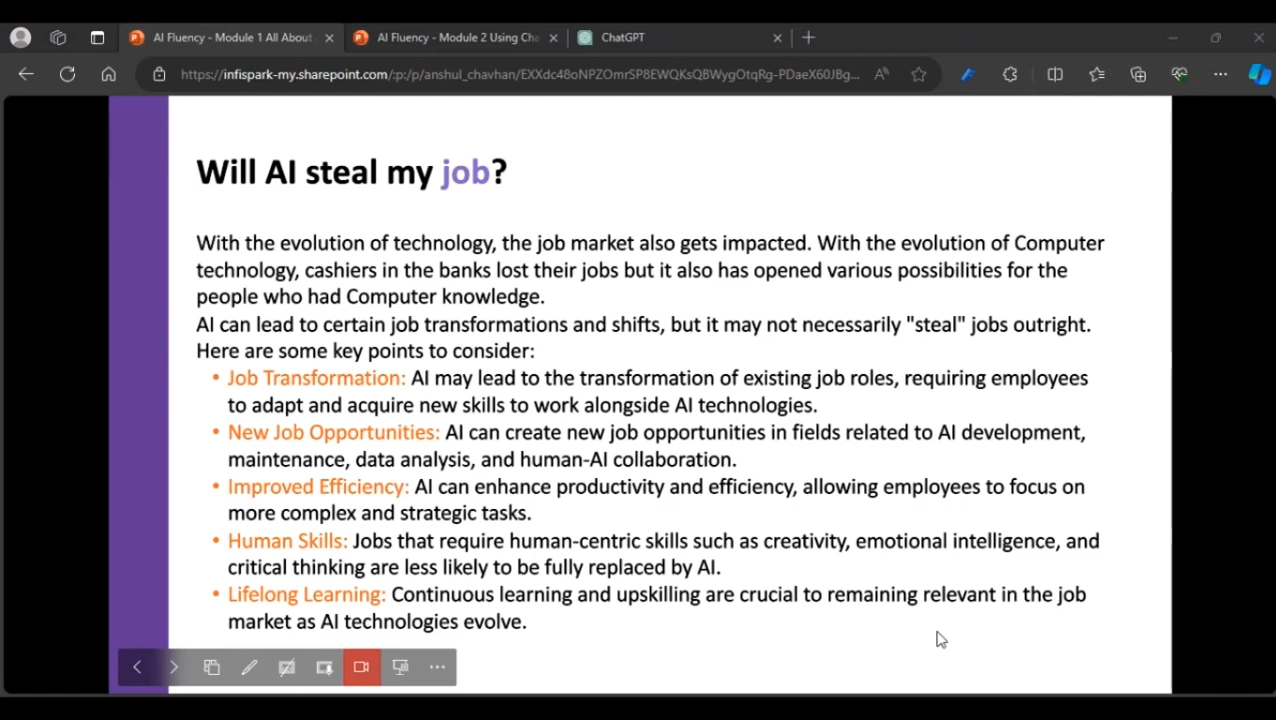 AI Fluency - Module 1 All About
AI Fluency - Module 2 Using Cha
ChatGPT
https://infispark-my.sharepoint.com/:p:/p/anshul_chavhan/EXXdc48oNPZOmrSP8EWQKsQBWygOtqRg-PDaeX60JBg...
Will AI steal my job?
With the evolution of technology, the job market also gets impacted. With the evolution of Computer
technology, cashiers in the banks lost their jobs but it also has opened various possibilities for the
people who had Computer knowledge.
AI can lead to certain job transformations and shifts, but it may not necessarily "steal" jobs outright.
Here are some key points to consider:
• Job Transformation: AI may lead to the transformation of existing job roles, requiring employees
to adapt and acquire new skills to work alongside AI technologies.
• New Job Opportunities: AI can create new job opportunities in fields related to AI development,
maintenance, data analysis, and human-AI collaboration.
• Improved Efficiency: AI can enhance productivity and efficiency, allowing employees to focus on
more complex and strategic tasks.
• Human Skills: Jobs that require human-centric skills such as creativity, emotional intelligence, and
critical thinking are less likely to be fully replaced by AI.
• Lifelong Learning: Continuous learning and upskilling are crucial to remaining relevant in the job
market as AI technologies evolve.